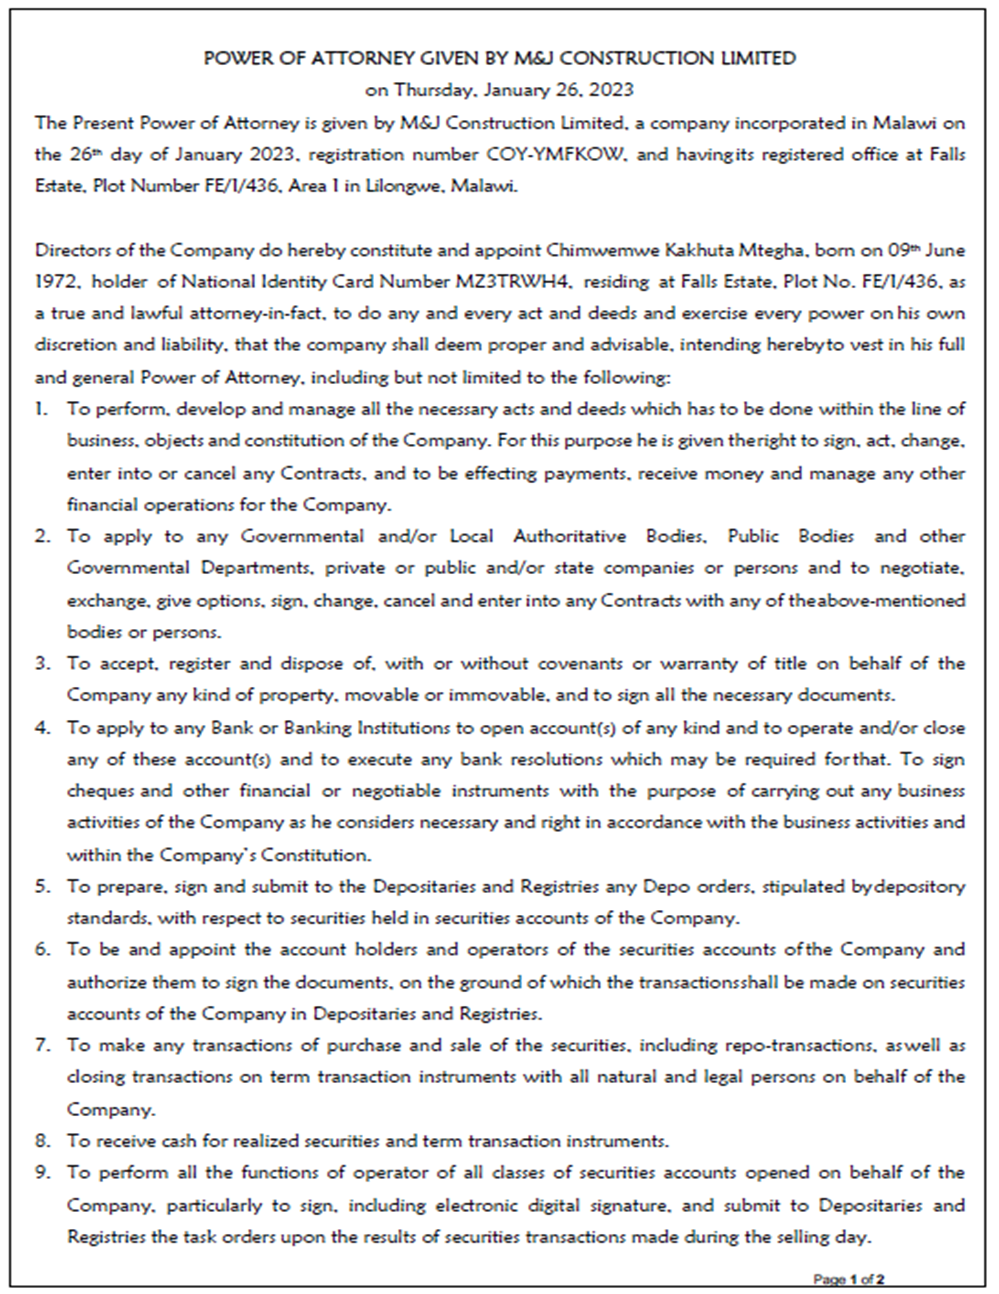 POWER OF ATTORNEY GIVEN BY M&J CONSTRUCTION LIMITED
on Thursday, January 26, 2023
The Present Power of Attorney is given by M&J Construction Limited, a company incorporated in Malawi on
the 26th day of January 2023, registration number COY-YMFKOW, and havingits registered office at Falls
Estate, Plot Number FE/1/436, Area 1 in Lilongwe, Malawi.
Directors of the Company do hereby constitute and appoint Chimwemwe Kakhuta Mtegha, born on 09th June
1972, holder of National Identity Card Number MZ3TRWH4, residing at Falls Estate, Plot No. FE/1/436, as
a true and lawful attorney-in-fact, to do any and every act and deeds and exercise every power on his own
discretion and liability, that the company shall deem proper and advisable, intending herebyto vest in his full
and general Power of Attorney, including but not limited to the following:
1. To perform, develop and manage all the necessary acts and deeds which has to be done within the line of
business, objects and constitution of the Company. For this purpose he is given theright to sign, act, change,
enter into or cancel any Contracts, and to be effecting payments, receive money and manage any other
financial operations for the Company.
2. To apply to any Governmental and/or Local Authoritative Bodies, Public Bodies and other
Governmental Departments, private or public and/or state companies or persons and to negotiate,
exchange, give options, sign, change, cancel and enter into any Contracts with any of theabove-mentioned
bodies or persons.
3. To accept, register and dispose of, with or without covenants or warranty of title on behalf of the
Company any kind of property, movable or immovable, and to sign all the necessary documents.
4. To apply to any Bank or Banking Institutions to open account(s) of any kind and to operate and/or close
any of these account(s) and to execute any bank resolutions which may be required forthat. To sign
cheques and other financial or negotiable instruments with the purpose of carrying out any business
activities of the Company as he considers necessary and right in accordance with the business activities and
within the Company's Constitution.
5. To prepare, sign and submit to the Depositaries and Registries any Depo orders, stipulated bydepository
standards, with respect to securities held in securities accounts of the Company.
6. To be and appoint the account holders and operators of the securities accounts ofthe Company and
authorize them to sign the documents, on the ground of which the transactionsshall be made on securities
accounts of the Company in Depositaries and Registries.
7. To make any transactions of purchase and sale of the securities, including repo-transactions, aswell as
closing transactions on term transaction instruments with all natural and legal persons on behalf of the
Company.
8. To receive cash for realized securities and term transaction instruments.
9. To perform all the functions of operator of all classes of securities accounts opened on behalf of the
Company, particularly to sign, including electronic digital signature, and submit to Depositaries and
Registries the task orders upon the results of securities transactions made during the selling day.
Page 1 of 2